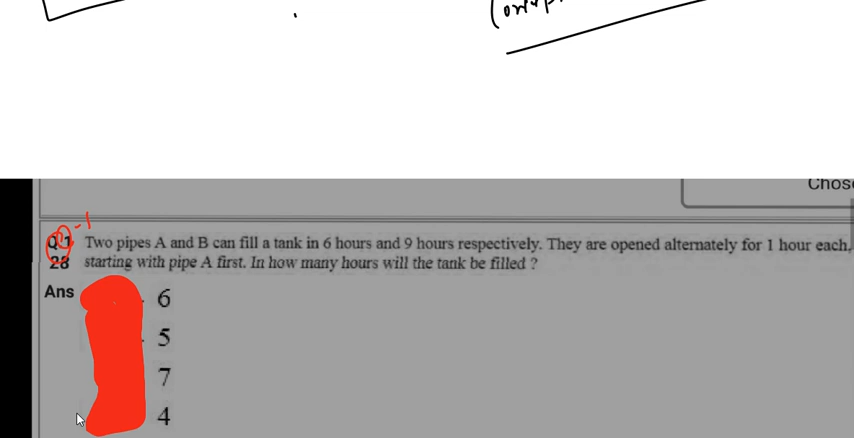 Chose
Q.1 Two pipes A and B can fill a tank in 6 hours and 9 hours respectively. They are opened alternately for 1 hour each,
28 starting with pipe A first. In how many hours will the tank be filled ?
Ans
6
5
7
4